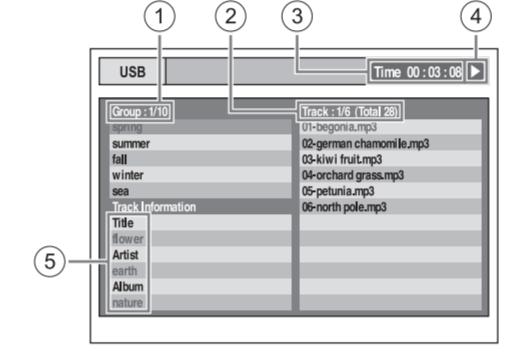 1
2
3
4
USB
Time 00 : 03 : 08
Group : 1/10
Track : 1/6 (Total 28)
spring
01-begonia.mp3
summer
02-german chamomile.mp3
fall
03-kiwi fruit.mp3
winter
04-orchard grass.mp3
sea
05-petunia.mp3
Track Information
06-north pole.mp3
Title
flower
Artist
5
earth
Album
nature